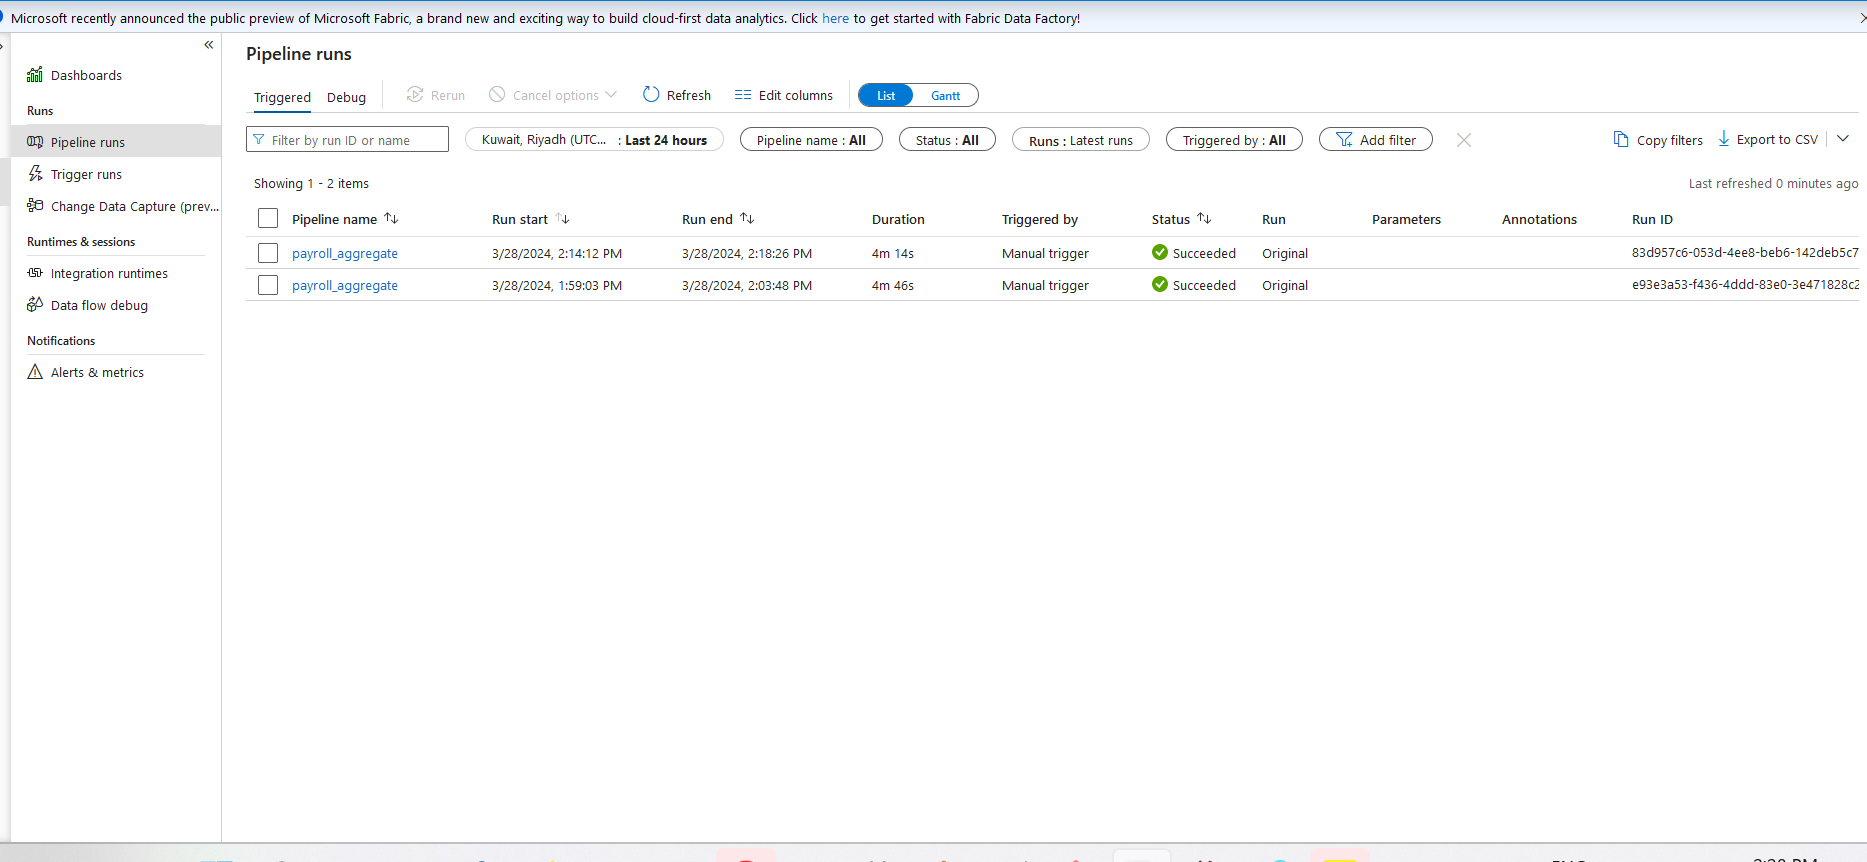 Microsoft recently announced the public preview of Microsoft Fabric, a brand new and exciting way to build cloud-first data analytics. Click here to get started with Fabric Data Factory!
Dashboards
Runs
Pipeline runs
Trigger runs
Change Data Capture (prev...
Runtimes & sessions
Integration runtimes
Data flow debug
Notifications
Alerts & metrics
Pipeline runs
Triggered Debug Rerun Cancel options Refresh Edit columns List Gantt
Filter by run ID or name Kuwait, Riyadh (UTC... : Last 24 hours Pipeline name : All Status : All Runs : Latest runs Triggered by : All Add filter Copy filters Export to CSV
Showing 1 - 2 items Last refreshed 0 minutes ago
Pipeline name Run start Run end Duration Triggered by Status Run Parameters Annotations Run ID
payroll_aggregate 3/28/2024, 2:14:12 PM 3/28/2024, 2:18:26 PM 4m 14s Manual trigger Succeeded Original 83d957c6-053d-4ee8-beb6-142deb5c7
payroll_aggregate 3/28/2024, 1:59:03 PM 3/28/2024, 2:03:48 PM 4m 46s Manual trigger Succeeded Original e93e3a53-f436-4ddd-83e0-3e471828c2